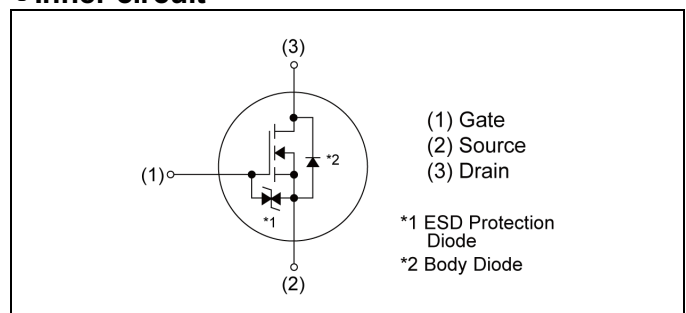 (3)
(1)
*2
*1
(2)
(1) Gate
(2) Source
(3) Drain
*1 ESD Protection
Diode
*2 Body Diode